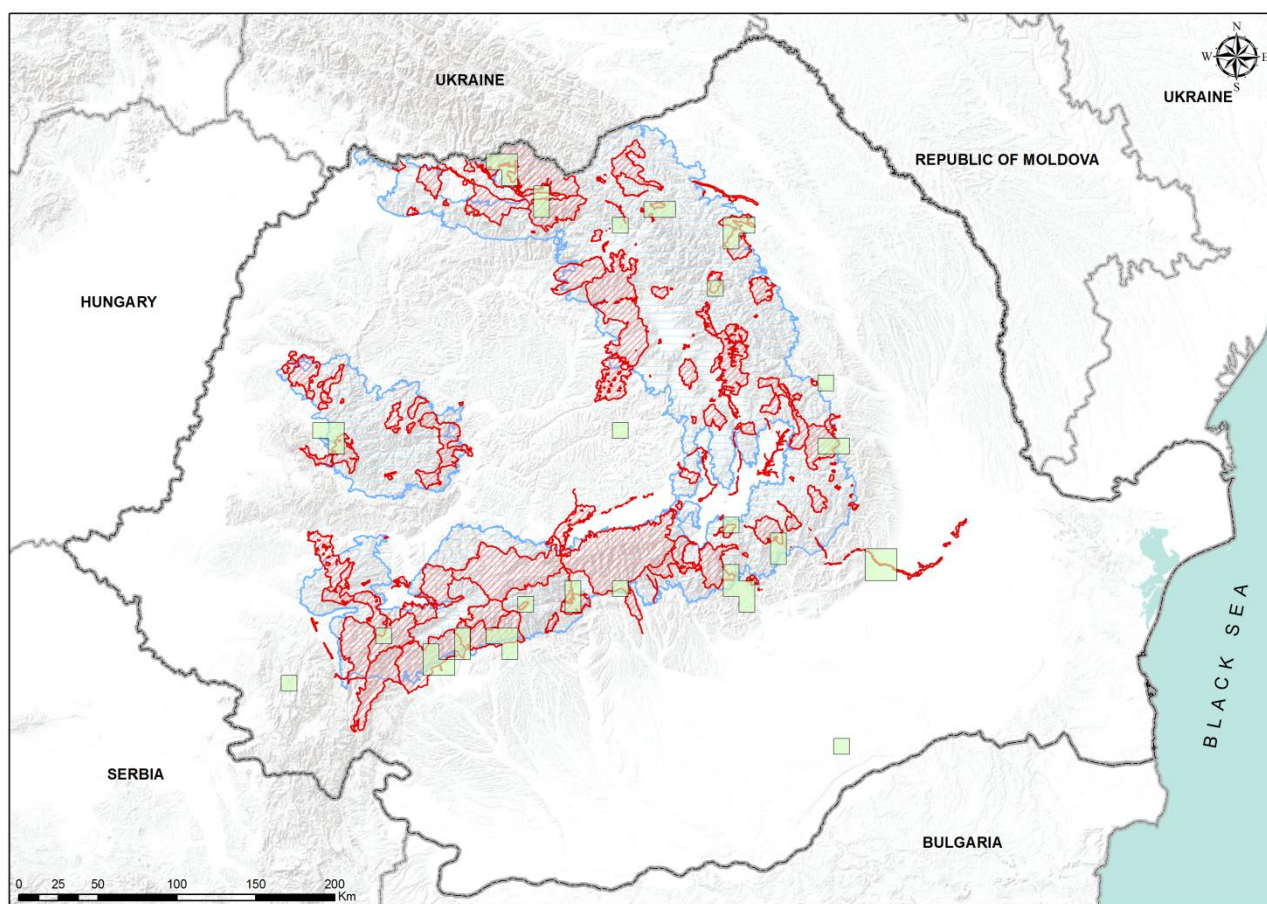 N
W E
S
UKRAINE
UKRAINE
REPUBLIC OF MOLDOVA
HUNGARY
BLACK SEA
SERBIA
BULGARIA
0 25 50 100 150 200
Km